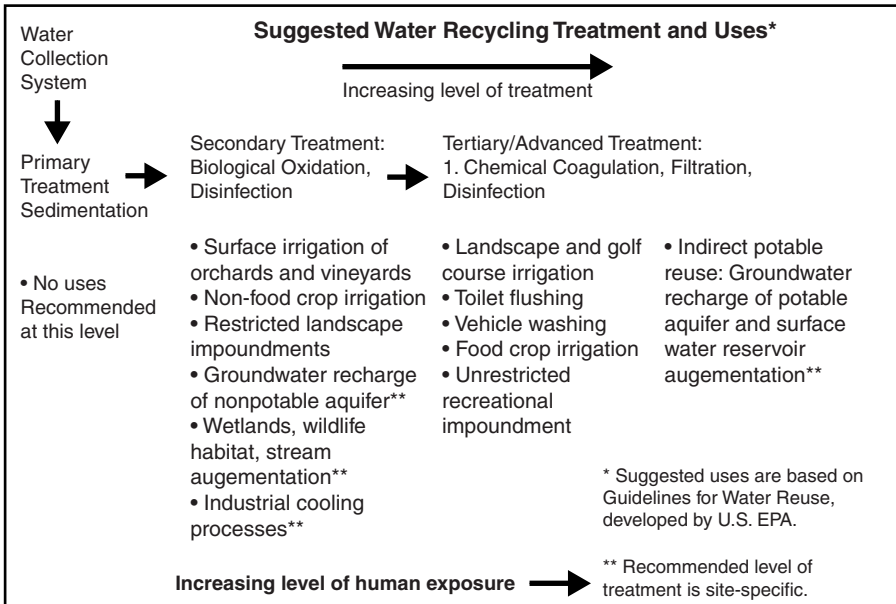 Suggested Water Recycling Treatment and Uses*
Increasing level of treatment
Water
Collection
System
Primary
Treatment
Sedimentation
• No uses
Recommended
at this level
Secondary Treatment:
Biological Oxidation,
Disinfection
• Surface irrigation of
orchards and vineyards
• Non-food crop irrigation
• Restricted landscape
impoundments
• Groundwater recharge
of nonpotable aquifer**
• Wetlands, wildlife
habitat, stream
augementation**
• Industrial cooling
processes**
Tertiary/Advanced Treatment:
1. Chemical Coagulation, Filtration,
Disinfection
• Landscape and golf
course irrigation
• Toilet flushing
• Vehicle washing
• Food crop irrigation
• Unrestricted
recreational
impoundment
• Indirect potable
reuse: Groundwater
recharge of potable
aquifer and surface
water reservoir
augementation**
* Suggested uses are based on
Guidelines for Water Reuse,
developed by U.S. EPA.
Increasing level of human exposure
** Recommended level of
treatment is site-specific.